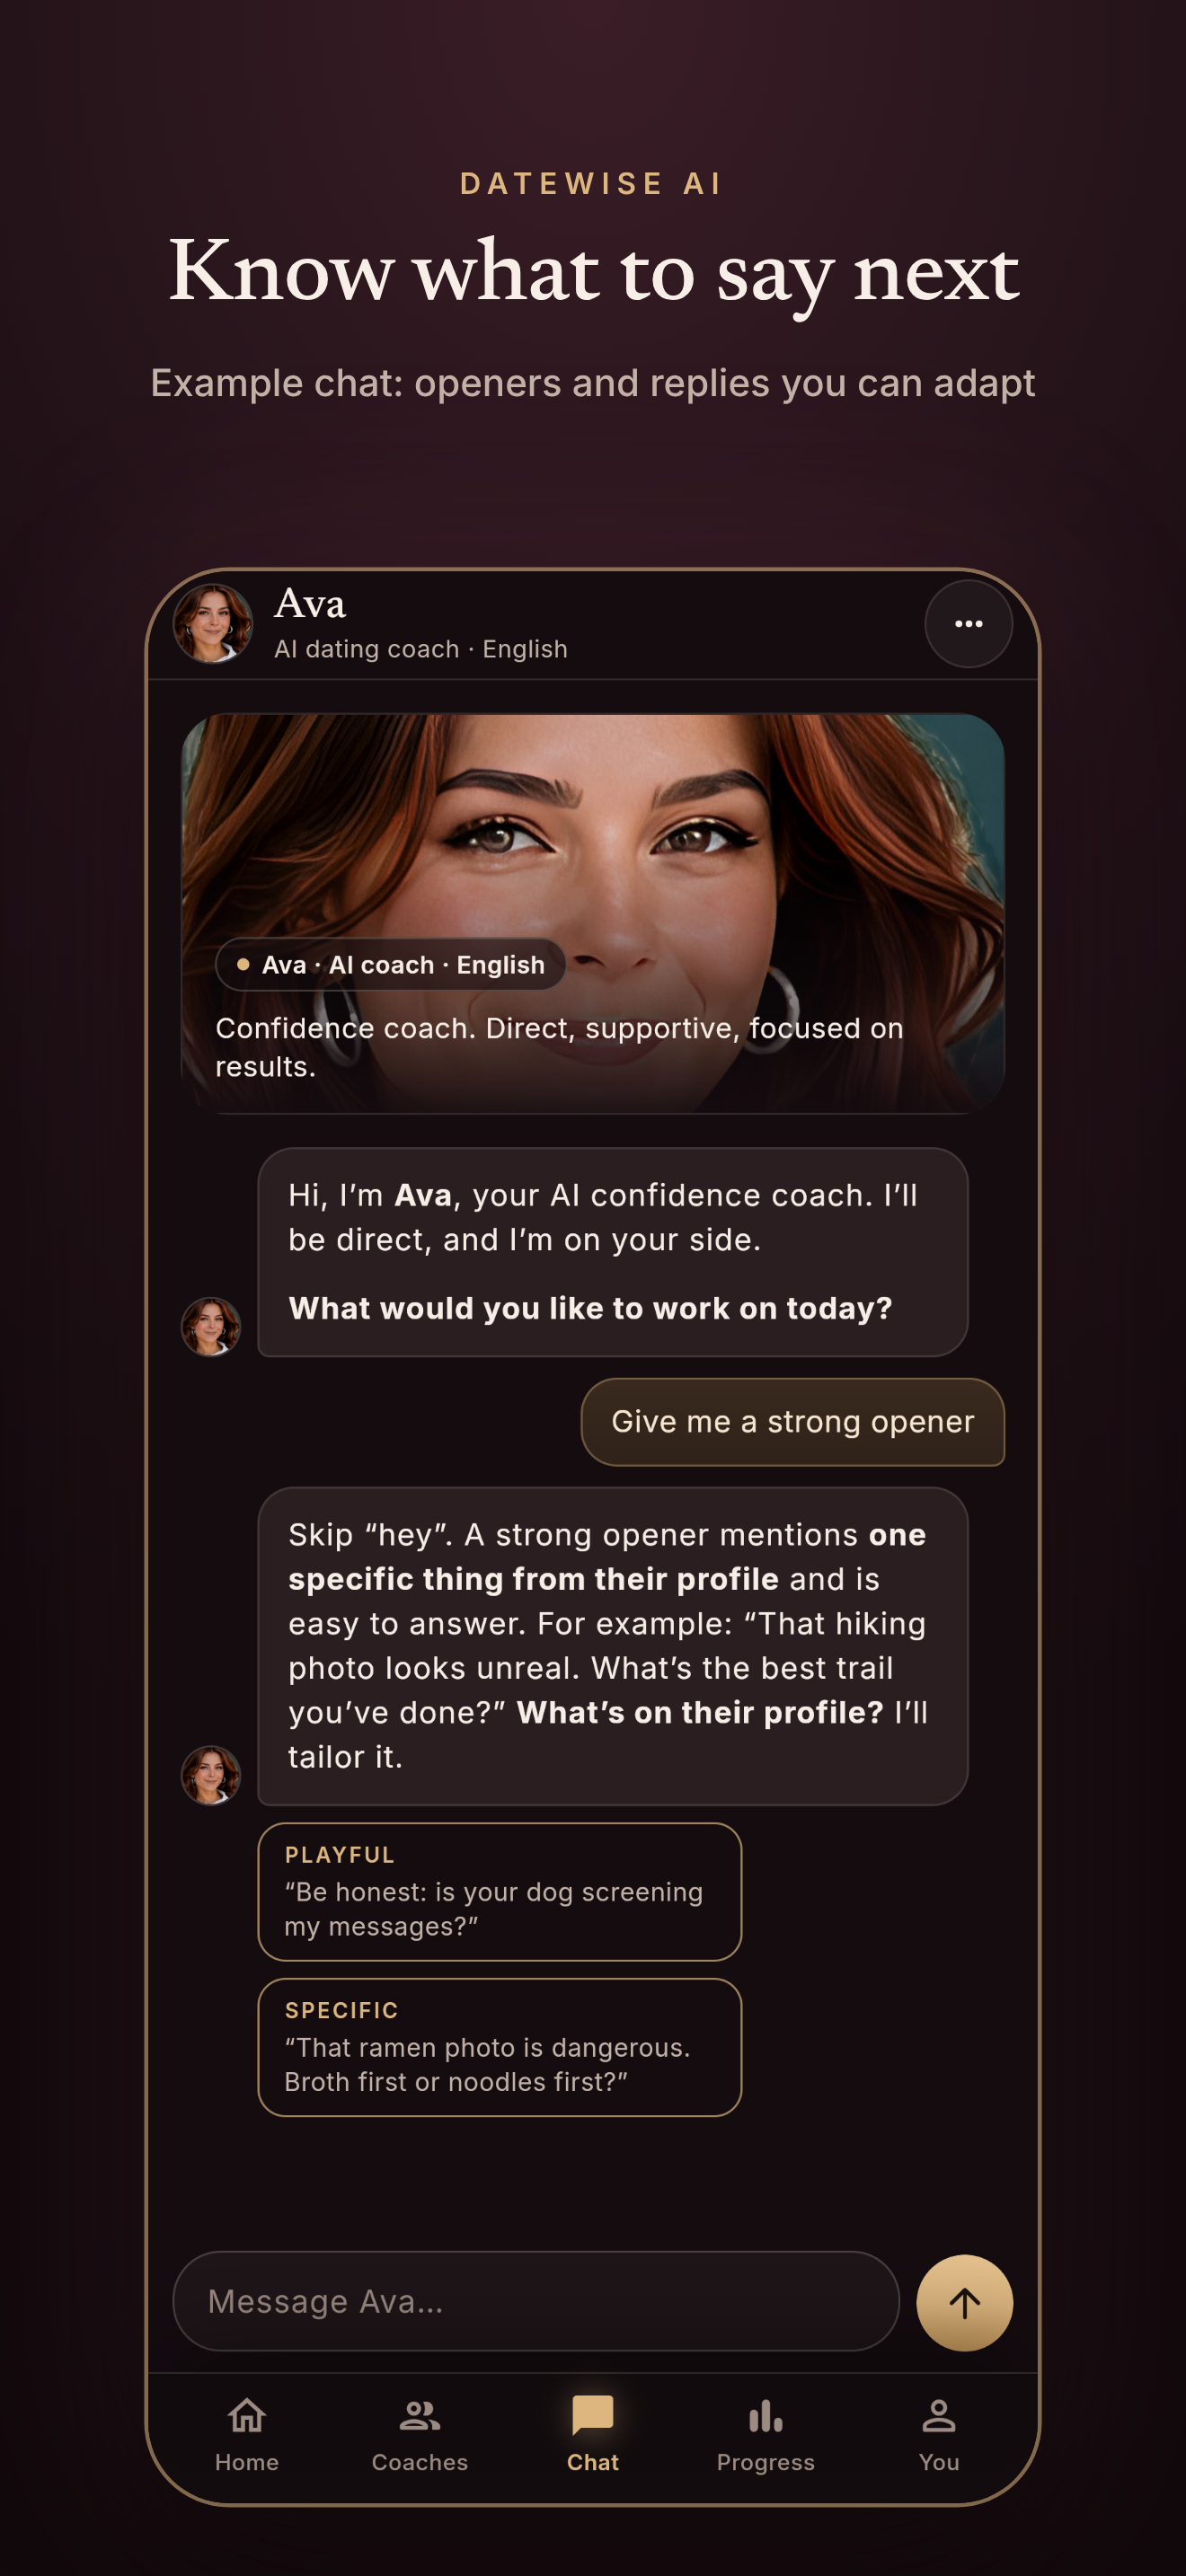 DATEWISE AI
Know what to say next
Example chat: openers and replies you can adapt
Ava
AI dating coach · English
Ava · AI coach · English
Confidence coach. Direct, supportive, focused on
results.
Hi, I’m Ava, your AI confidence coach. I’ll
be direct, and I’m on your side.
What would you like to work on today?
Give me a strong opener
Skip “hey”. A strong opener mentions one
specific thing from their profile and is
easy to answer. For example: “That hiking
photo looks unreal. What’s the best trail
you’ve done?” What’s on their profile? I’ll
tailor it.
PLAYFUL
“Be honest: is your dog screening
my messages?”
SPECIFIC
“That ramen photo is dangerous.
Broth first or noodles first?”
Message Ava...
Home
Coaches
Chat
Progress
You